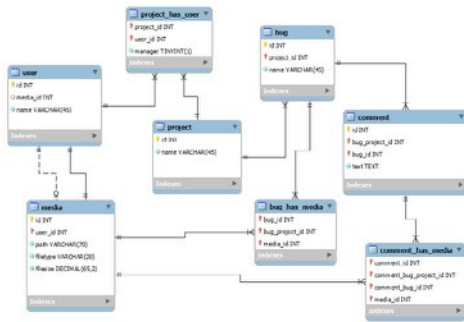 project_has_user
project_id INT
user_id INT
manager TINYINT(1)
Indexes
bug
id INT
project_id INT
name VARCHAR(45)
Indexes
user
id INT
media_id INT
name VARCHAR(45)
Indexes
project
id INT
name VARCHAR(45)
Indexes
comment
id INT
bug_project_id INT
bug_id INT
text TEXT
Indexes
media
id INT
user_id INT
path VARCHAR(70)
filetype VARCHAR(20)
filesize DECIMAL(65,2)
Indexes
bug_has_media
bug_id INT
bug_project_id INT
media_id INT
Indexes
comment_has_media
comment_id INT
comment_bug_project_id INT
comment_bug_id INT
media_id INT
Indexes